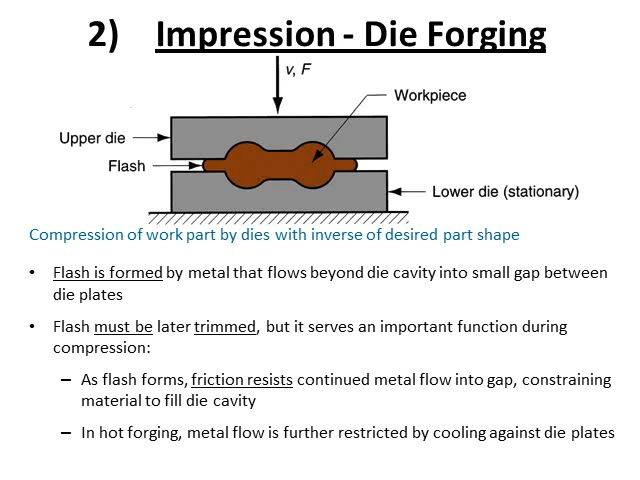 2) Impression - Die Forging
v, F
Workpiece
Upper die
Flash
Lower die (stationary)
Compression of work part by dies with inverse of desired part shape
• Flash is formed by metal that flows beyond die cavity into small gap between
die plates
• Flash must be later trimmed, but it serves an important function during
compression:
– As flash forms, friction resists continued metal flow into gap, constraining
material to fill die cavity
– In hot forging, metal flow is further restricted by cooling against die plates